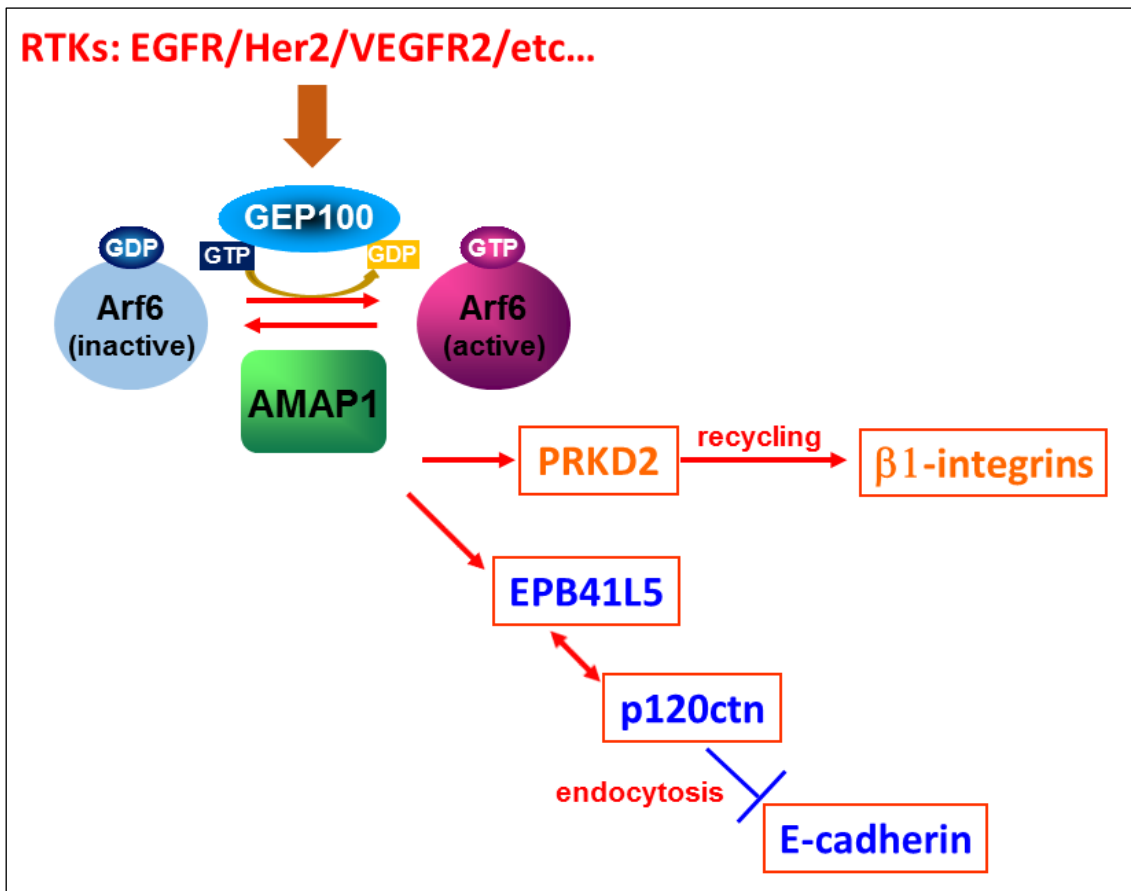 RTKs: EGFR/Her2/VEGFR2/etc...
GEP100
GDP
GTP
GDP
GTP
Arf6
(inactive)
Arf6
(active)
AMAP1
PRKD2
recycling
β1-integrins
EPB41L5
p120ctn
endocytosis
E-cadherin